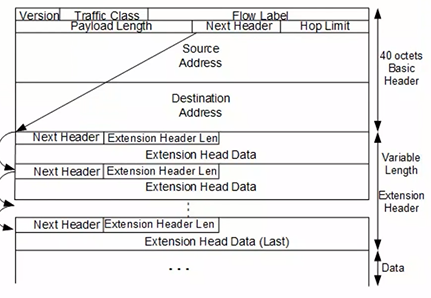 Version Traffic Class Flow Label
Payload Length Next Header Hop Limit
Source
Address
Destination
Address
40 octets
Basic
Header
Next Header Extension Header Len
Extension Head Data
Next Header Extension Header Len
Extension Head Data
Next Header Extension Header Len
Extension Head Data (Last)
Variable
Length
Extension
Header
...
Data